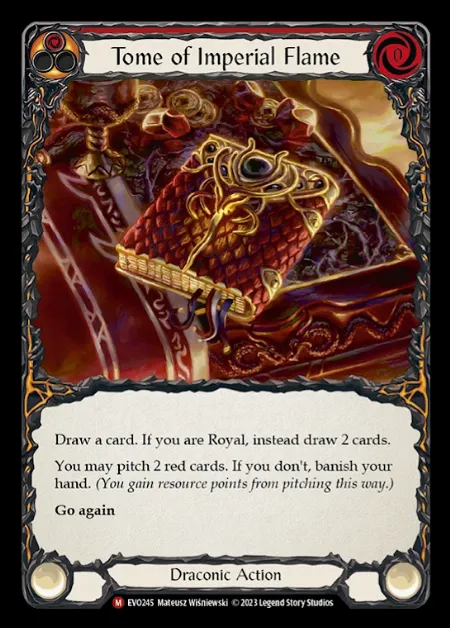 Tome of Imperial Flame
0
Draw a card. If you are Royal, instead draw 2 cards.
You may pitch 2 red cards. If you don't, banish your
hand. (You gain resource points from pitching this way.)
Go again
Draconic Action
M EVO245 Mateusz Wiśniewski © 2023 Legend Story Studios